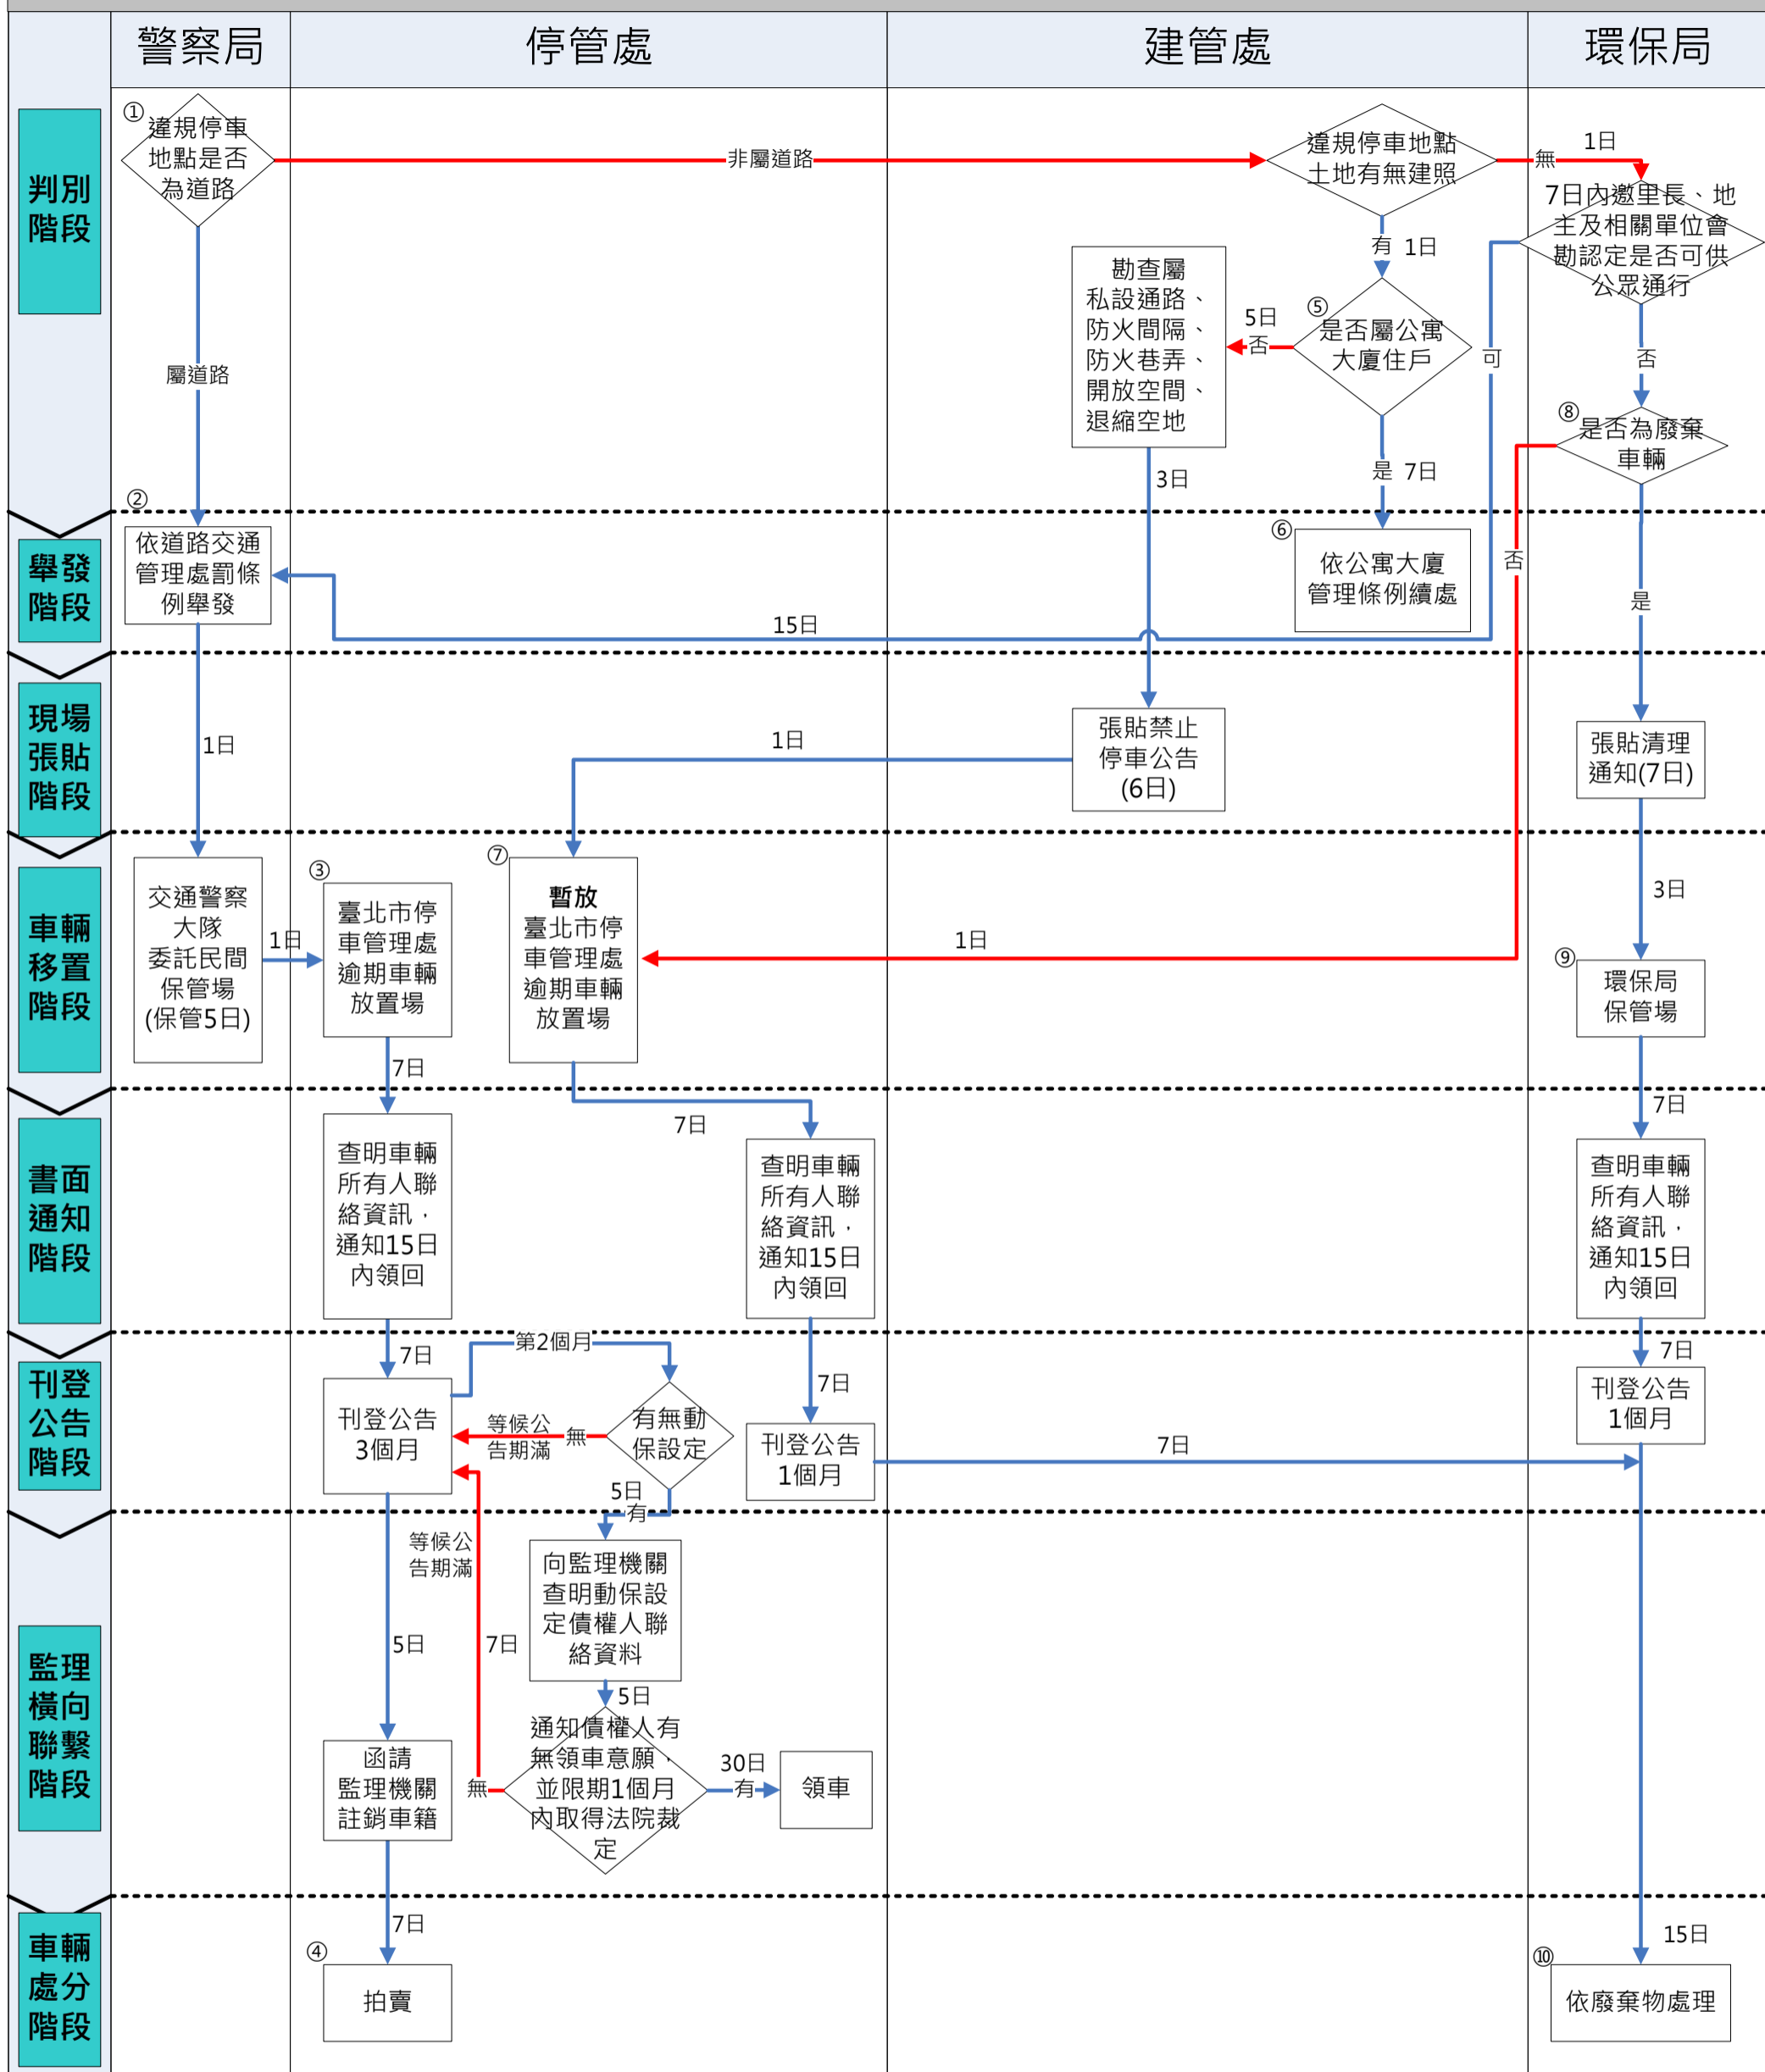 警察局
停管處
建管處
環保局
判別
階段
①
違規停車
地點是否
為道路
非屬道路
違規停車地點
土地有無建照
無
1日
7日內邀里長、地
主及相關單位會
勘認定是否可供
公眾通行
有 1日
勘查屬
私設通路、
防火間隔、
防火巷弄、
開放空間、
退縮空地
5日
否
⑤
是否屬公寓
大廈住戶
可
否
屬道路
⑧
是否為廢棄
車輛
3日
是 7日
②
舉發
階段
依道路交通
管理處罰條
例舉發
⑥
依公寓大廈
管理條例續處
否
是
15日
現場
張貼
階段
1日
1日
張貼禁止
停車公告
(6日)
張貼清理
通知(7日)
車輛
移置
階段
交通警察
大隊
委託民間
保管場
(保管5日)
1日
③
臺北市停
車管理處
逾期車輛
放置場
⑦
暫放
臺北市停
車管理處
逾期車輛
放置場
1日
3日
⑨
環保局
保管場
7日
7日
7日
書面
通知
階段
查明車輛
所有人聯
絡資訊，
通知15日
內領回
查明車輛
所有人聯
絡資訊，
通知15日
內領回
查明車輛
所有人聯
絡資訊，
通知15日
內領回
刊登
公告
階段
7日
第2個月
7日
7日
刊登公告
3個月
等候公
告期滿
無
有無動
保設定
刊登公告
1個月
7日
刊登公告
1個月
5日
有
監理
橫向
聯繫
階段
等候公
告期滿
向監理機關
查明動保設
定債權人聯
絡資料
5日
7日
5日
函請
監理機關
註銷車籍
無
通知債權人有
無領車意願，
並限期1個月
內取得法院裁
定
30日
有
領車
車輛
處分
階段
7日
④
拍賣
15日
⑩
依廢棄物處理